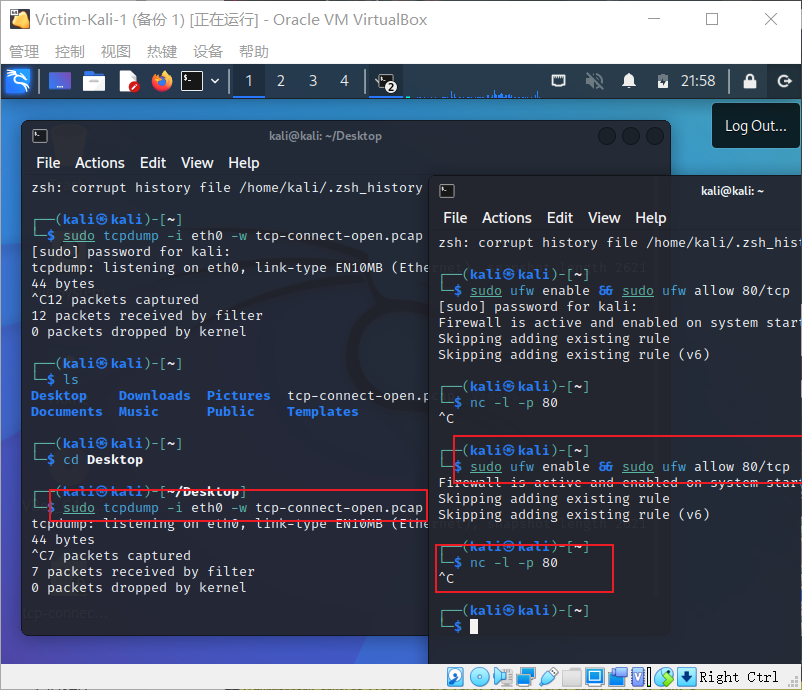 Victim-Kali-1 (备份 1) [正在运行] - Oracle VM VirtualBox
管理 控制 视图 热键 设备 帮助
1 2 3 4 2 21:58
Log Out...
kali@kali: ~/Desktop
File Actions Edit View Help
zsh: corrupt history file /home/kali/.zsh_history
┌──(kali㉿kali)-[~]
└─$ sudo tcpdump -i eth0 -w tcp-connect-open.pcap
[sudo] password for kali:
tcpdump: listening on eth0, link-type EN10MB (Ethe
44 bytes
^C12 packets captured
12 packets received by filter
0 packets dropped by kernel
┌──(kali㉿kali)-[~]
└─$ ls
Desktop Downloads Pictures tcp-connect-open.p
Documents Music Public Templates
┌──(kali㉿kali)-[~]
└─$ cd Desktop
┌──(kali㉿kali)-[~/Desktop]
└─$ sudo tcpdump -i eth0 -w tcp-connect-open.pcap
tcpdump: listening on eth0, link-type EN10MB (Ethe
44 bytes
^C7 packets captured
7 packets received by filter
0 packets dropped by kernel
tcp-connec...
kali@kali: ~
File Actions Edit View Help
zsh: corrupt history file /home/kali/.zsh_hist
┌──(kali㉿kali)-[~]
└─$ sudo ufw enable && sudo ufw allow 80/tcp
[sudo] password for kali:
Firewall is active and enabled on system star
Skipping adding existing rule
Skipping adding existing rule (v6)
┌──(kali㉿kali)-[~]
└─$ nc -l -p 80
^C
┌──(kali㉿kali)-[~]
└─$ sudo ufw enable && sudo ufw allow 80/tcp
Firewall is active and enabled on system star
Skipping adding existing rule
Skipping adding existing rule (v6)
┌──(kali㉿kali)-[~]
└─$ nc -l -p 80
^C
┌──(kali㉿kali)-[~]
└─$
Right Ctrl